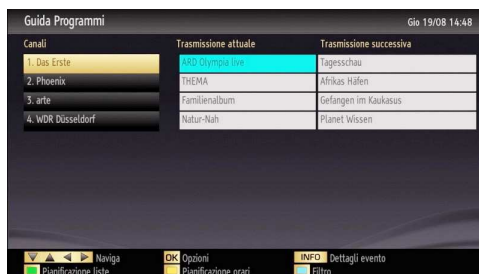 Guida Programmi Gio 19/08 14:48
Canali Trasmissione attuale Trasmissione successiva
1. Das Erste ARD Olympia live Tagesschau
2. Phoenix THEMA Afrikas Häfen
3. arte Familienalbum Gefangen im Kaukasus
4. WDR Düsseldorf Natur-Nah Planet Wissen
Naviga OK Opzioni INFO Dettagli evento
Pianificazione liste Pianificazione orari Filtro